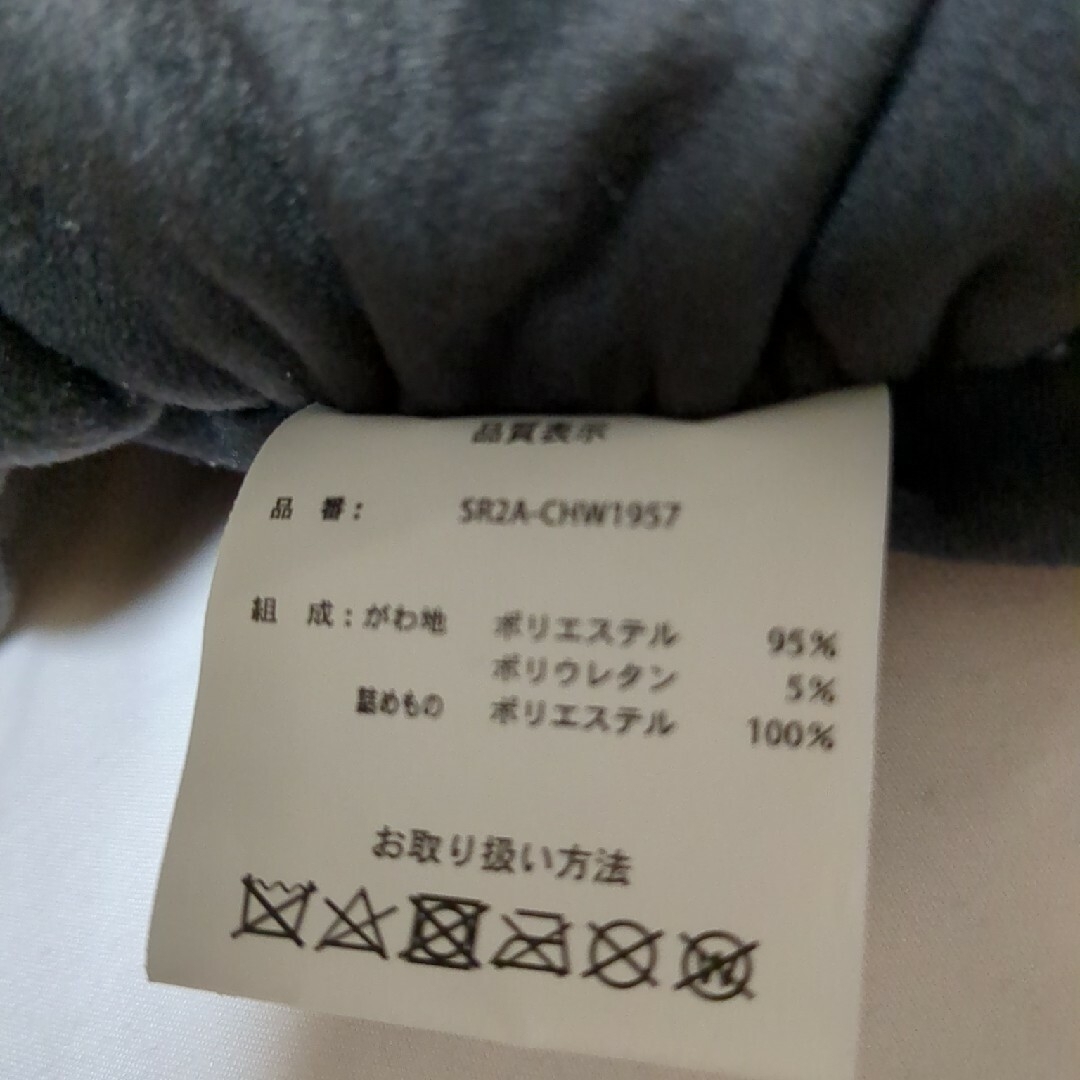 品質表示
品 番： SR2A-CHW1957
組 成：がわ地 ポリエステル 95%
ポリウレタン 5%
詰めもの ポリエステル 100%
お取り扱い方法
W